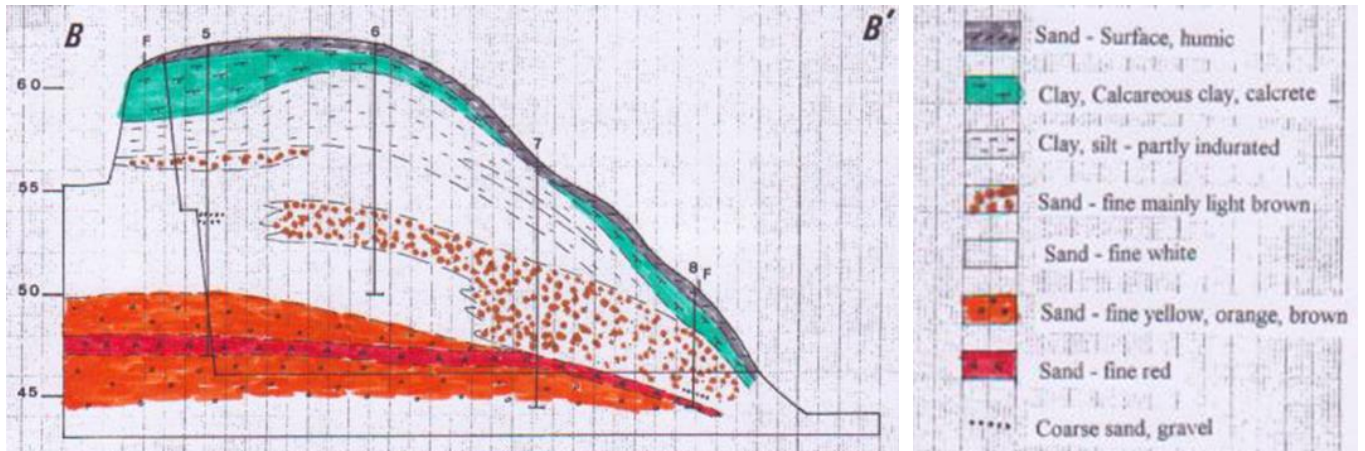 B
B'
F
5
6
7
8
F
60
55
50
45
Sand - Surface, humic
Clay, Calcareous clay, calcrete
Clay, silt - partly indurated
Sand - fine mainly light brown
Sand - fine white
Sand - fine yellow, orange, brown
Sand - fine red
Coarse sand, gravel